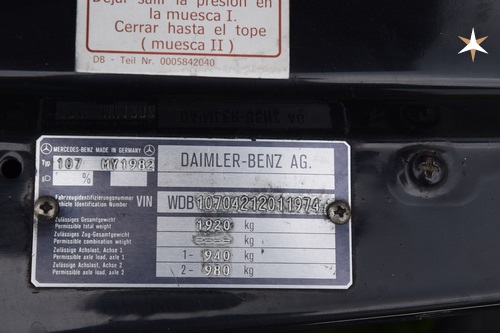 Dejar salir la presión en
la muesca I.
Cerrar hasta el tope
( muesca II )
DB - Teil Nr. 0005842040
MERCEDES-BENZ MADE IN GERMANY
Typ 107 MY1982
DAIMLER-BENZ AG.
%
Fahrzeugidentifizierungsnummer
Vehicle Identification Number VIN WDB10704212011974
Zulässiges Gesamtgewicht
Permissible total weight 1920 kg
Zulässiges Zug-Gesamtgewicht
Permissible combination weight kg
Zulässige Achslast, Achse 1
Permissible axle load, axle 1 1- 940 kg
Zulässige Achslast, Achse 2
Permissible axle load, axle 2 2- 980 kg